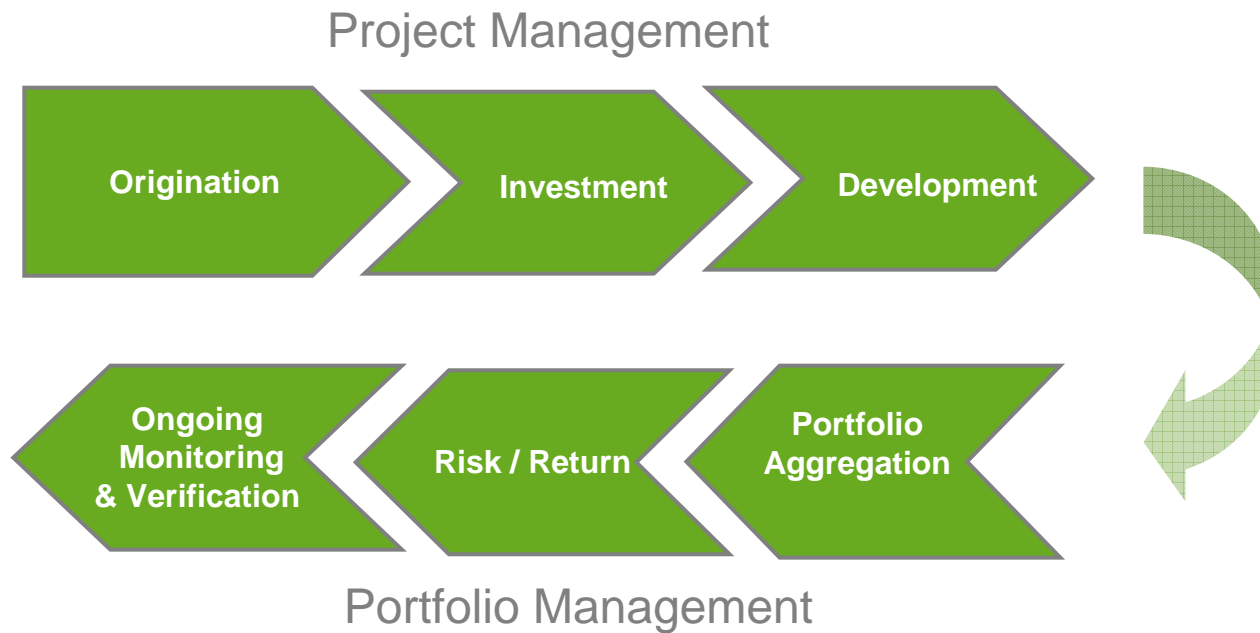 Project Management
Origination
Investment
Development
Portfolio
Aggregation
Risk / Return
Ongoing
Monitoring
& Verification
Portfolio Management